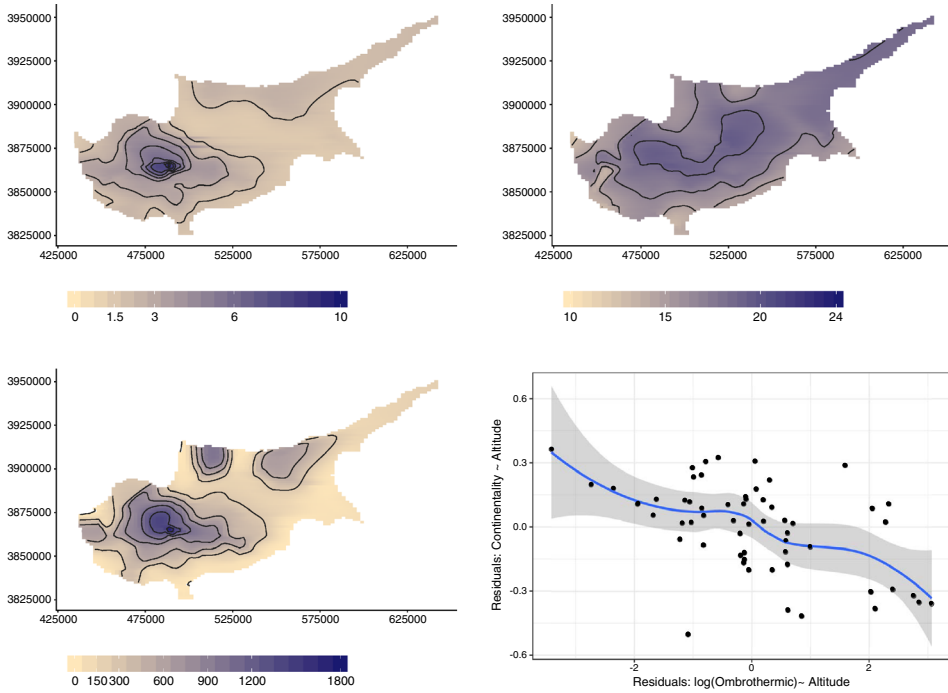 3950000
3925000
3900000
3875000
3850000
3825000
425000 475000 525000 575000 625000
0 1.5 3 6 10
3950000
3925000
3900000
3875000
3850000
3825000
425000 475000 525000 575000 625000
10 15 20 24
3950000
3925000
3900000
3875000
3850000
3825000
425000 475000 525000 575000 625000
0 150 300 600 900 1200 1800
Residuals: Continentality ~ Altitude
0.6
0.3
0.0
-0.3
-0.6
-2 0 2
Residuals: log(Ombrothermic)~ Altitude